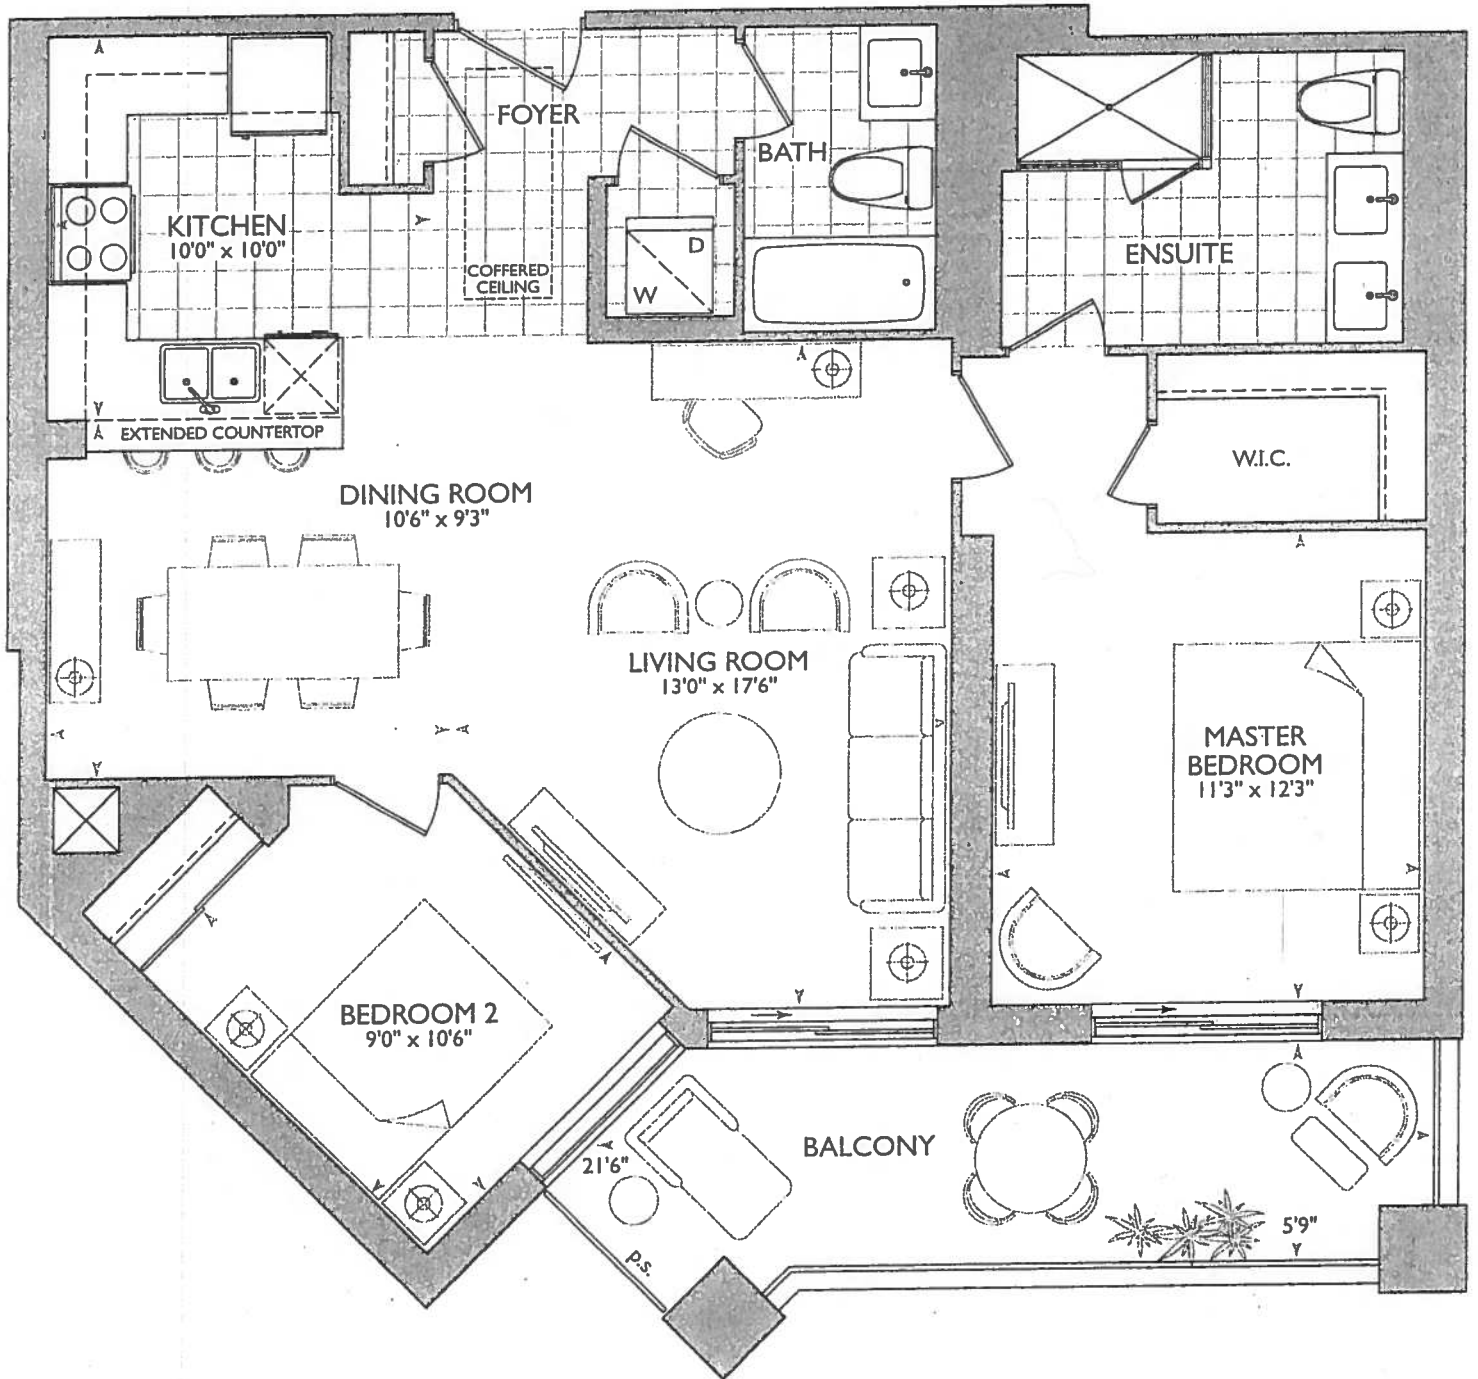 FOYER
BATH
KITCHEN
10'0" x 10'0"
COFFERED
CEILING
D
W
ENSUITE
EXTENDED COUNTERTOP
W.I.C.
DINING ROOM
10'6" x 9'3"
LIVING ROOM
13'0" x 17'6"
MASTER
BEDROOM
11'3" x 12'3"
BEDROOM 2
9'0" x 10'6"
BALCONY
21'6"
5'9"
p.s.